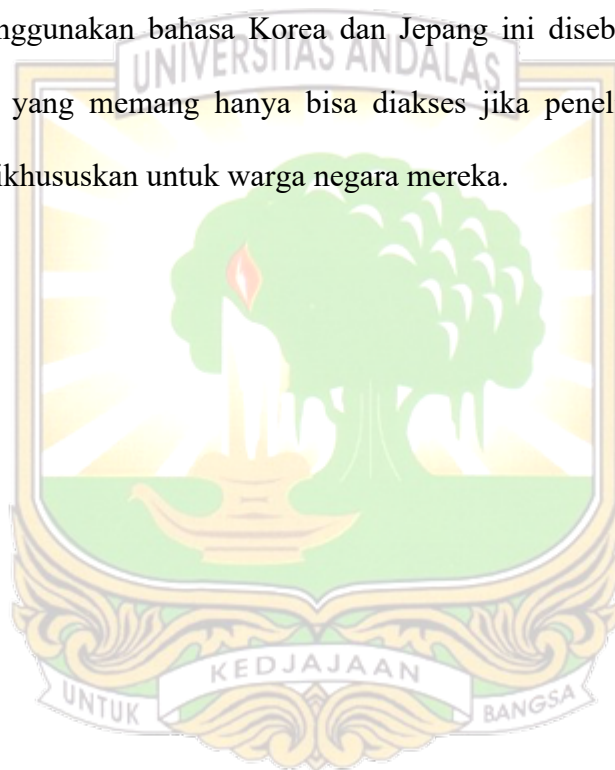 nggunakan bahasa Korea dan Jepang ini diseb
UNIVERSITAS ANDALAS
yang memang hanya bisa diakses jika penel
ikhususkan untuk warga negara mereka.
KEDJAJAAN
UNTUK
BANGSA